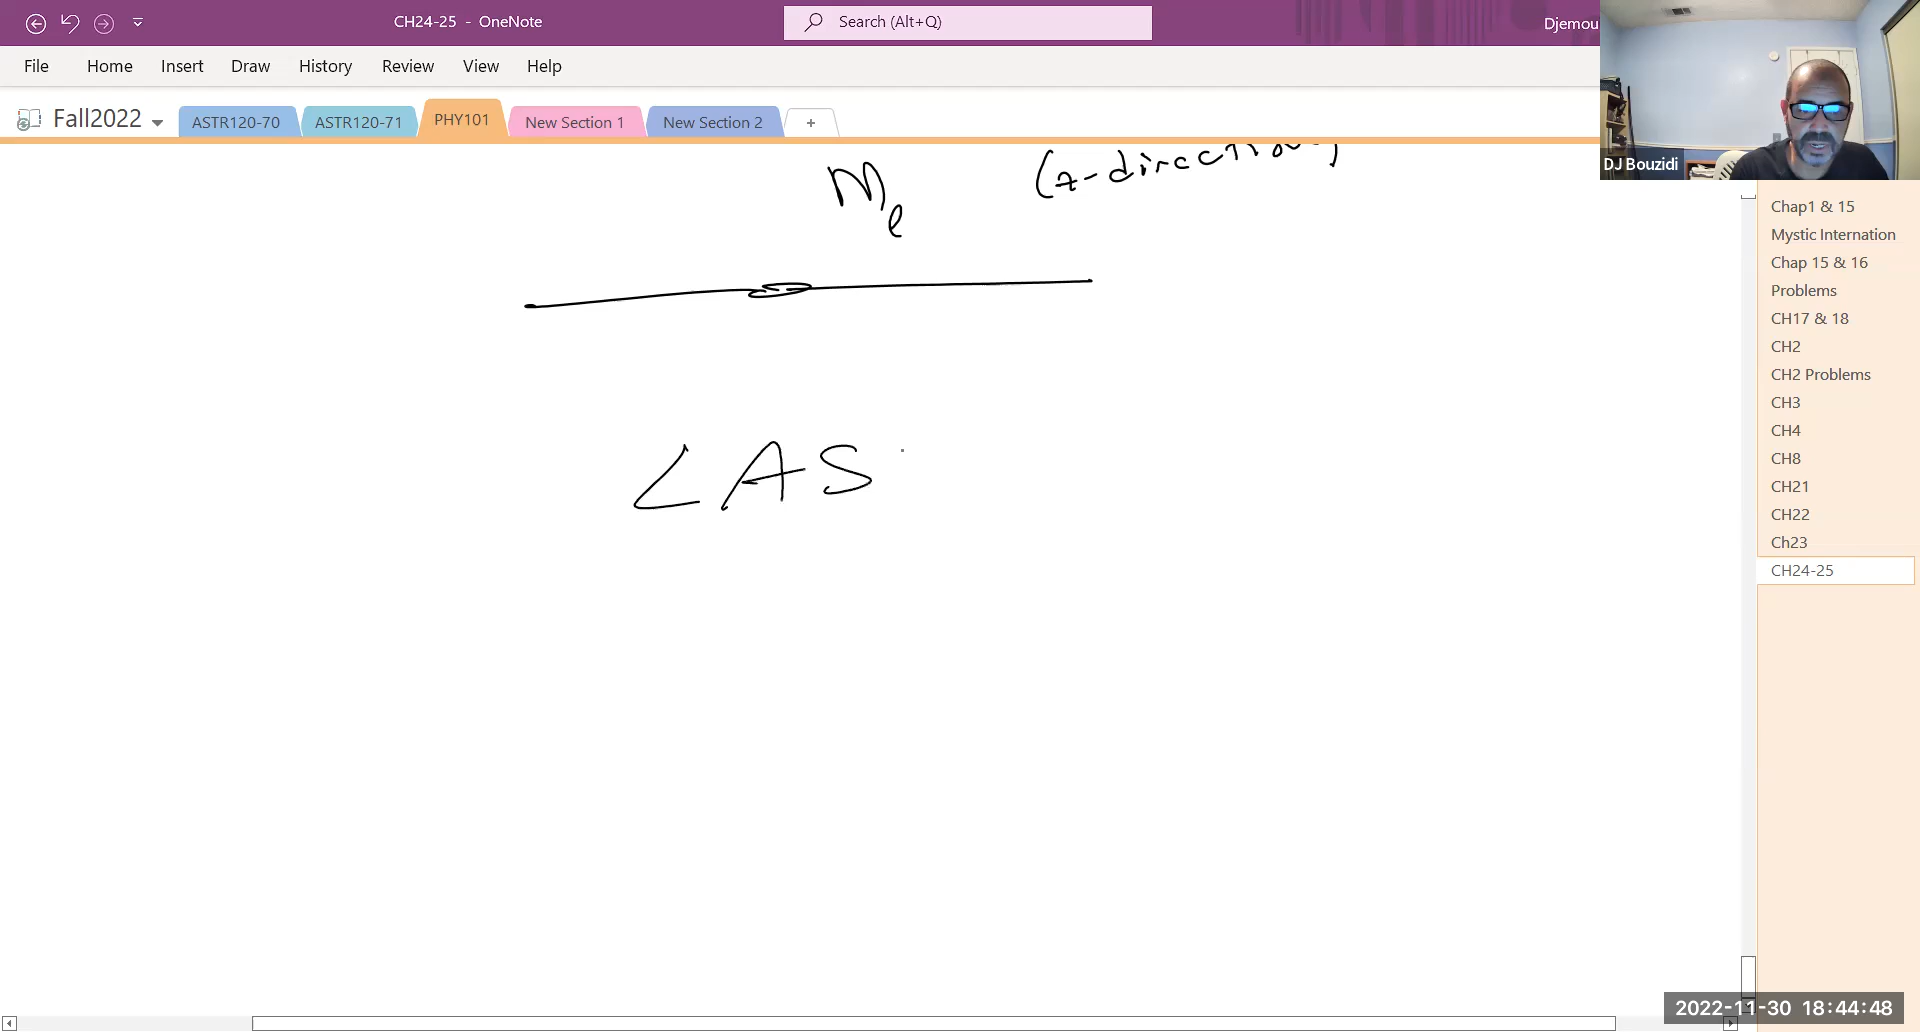 CH24-25 - OneNote
Search (Alt+Q)
Djemou
File Home Insert Draw History Review View Help
Fall2022
ASTR120-70
ASTR120-71
PHY101
New Section 1
New Section 2
+
DJ Bouzidi
(z-direction)
Mℓ
LAS
Chap1 & 15
Mystic Internation
Chap 15 & 16
Problems
CH17 & 18
CH2
CH2 Problems
CH3
CH4
CH8
CH21
CH22
Ch23
CH24-25
2022-11-30 18:44:48